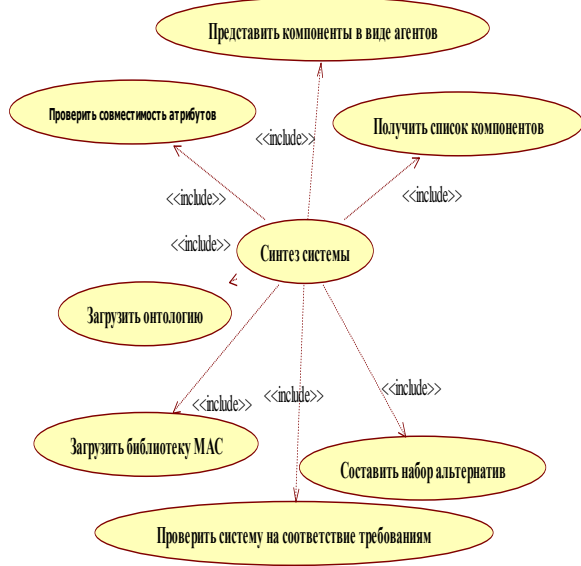 Представить компоненты в виде агентов
Проверить совместимость атрибутов
Получить список компонентов
<<include>>
<<include>>
<<include>>
<<include>>
Синтез системы
Загрузить онтологию
<<include>>
<<include>>
<<include>>
Загрузить библиотеку МАС
Составить набор альтернатив
Проверить систему на соответствие требованиям